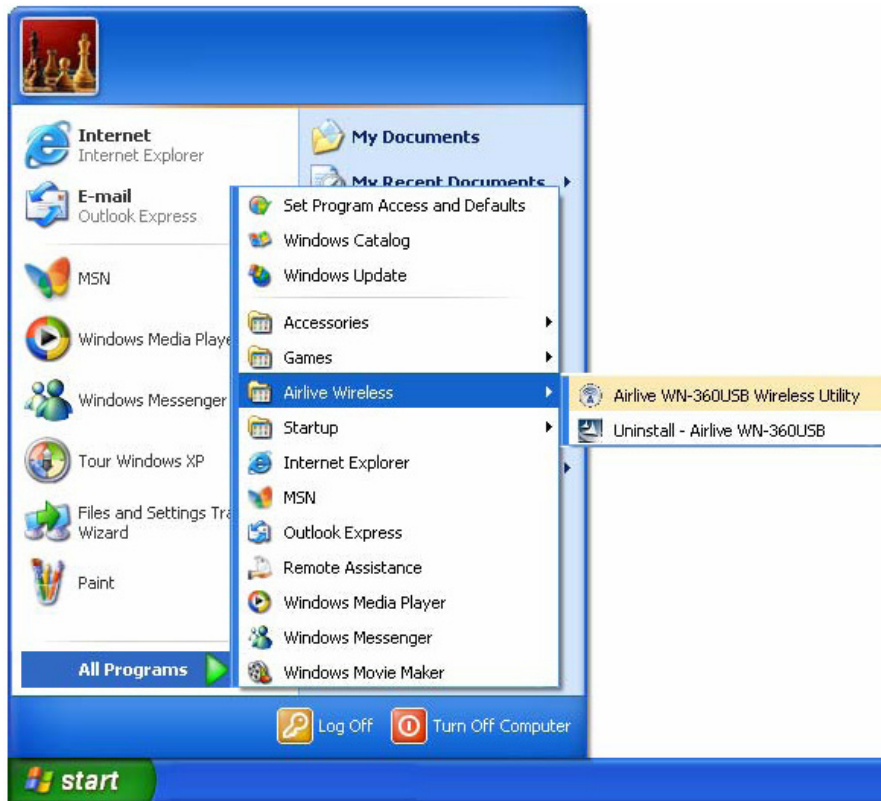 Internet
Internet Explorer
E-mail
Outlook Express
MSN
Windows Media Playe
Windows Messenger
Tour Windows XP
Files and Settings Tra
Wizard
Paint
All Programs
My Documents
My Recent Documents
Set Program Access and Defaults
Windows Catalog
Windows Update
Accessories
Games
Airlive Wireless
Startup
Internet Explorer
MSN
Outlook Express
Remote Assistance
Windows Media Player
Windows Messenger
Windows Movie Maker
Airlive WN-360USB Wireless Utility
Uninstall - Airlive WN-360USB
Log Off
Turn Off Computer
start